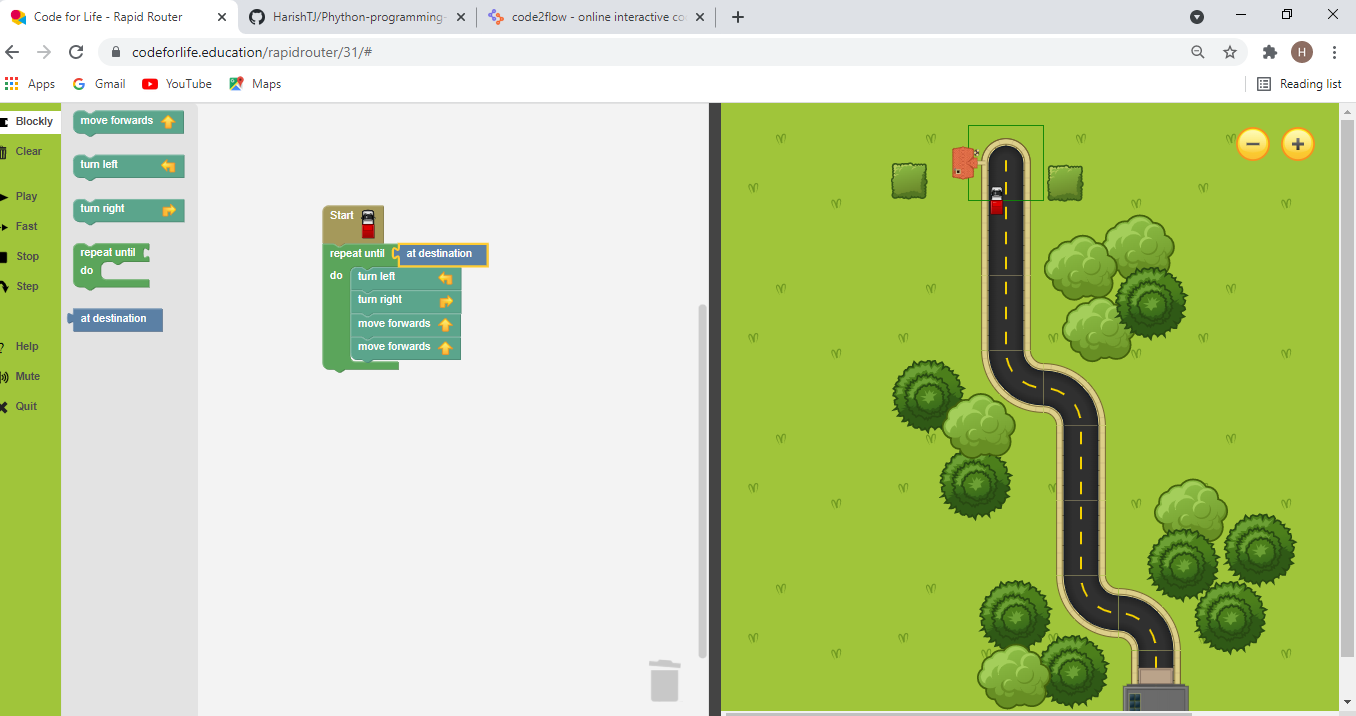 Code for Life - Rapid Router
HarishTJ/Phython-programming-
code2flow - online interactive co
codeforlife.education/rapidrouter/31/#
H
Apps
Gmail
YouTube
Maps
Reading list
Blockly
Clear
Play
Fast
Stop
Step
Help
Mute
Quit
move forwards
turn left
turn right
repeat until
do
at destination
Start
repeat until
at destination
do
turn left
turn right
move forwards
move forwards